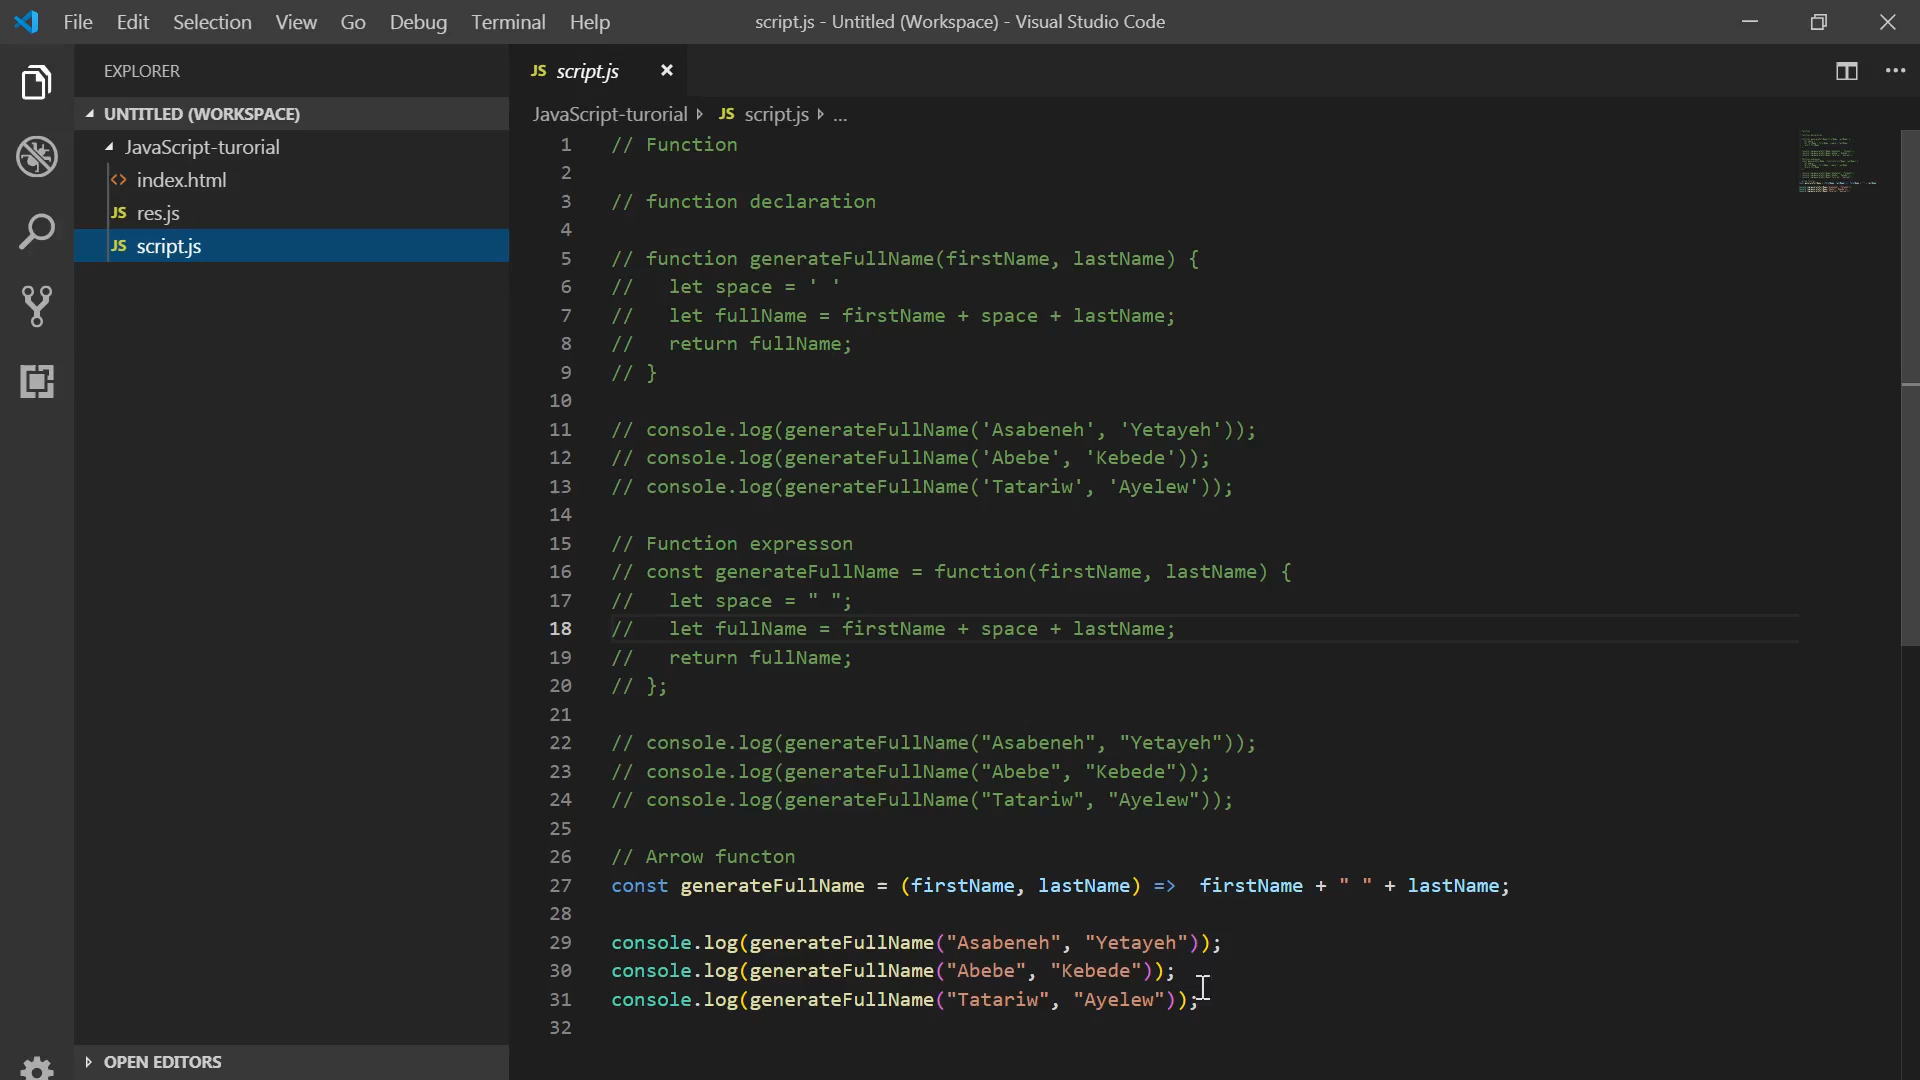 File Edit Selection View Go Debug Terminal Help script.js - Untitled (Workspace) - Visual Studio Code
EXPLORER
UNTITLED (WORKSPACE)
JavaScript-turorial
<> index.html
JS res.js
JS script.js
OPEN EDITORS
JS script.js
JavaScript-turorial JS script.js ...
1 // Function
2
3 // function declaration
4
5 // function generateFullName(firstName, lastName) {
6 //   let space = ' '
7 //   let fullName = firstName + space + lastName;
8 //   return fullName;
9 // }
10
11 // console.log(generateFullName('Asabeneh', 'Yetayeh'));
12 // console.log(generateFullName('Abebe', 'Kebede'));
13 // console.log(generateFullName('Tatariw', 'Ayelew'));
14
15 // Function expresson
16 // const generateFullName = function(firstName, lastName) {
17 //   let space = " ";
18 //   let fullName = firstName + space + lastName;
19 //   return fullName;
20 // };
21
22 // console.log(generateFullName("Asabeneh", "Yetayeh"));
23 // console.log(generateFullName("Abebe", "Kebede"));
24 // console.log(generateFullName("Tatariw", "Ayelew"));
25
26 // Arrow functon
27 const generateFullName = (firstName, lastName) =>  firstName + " " + lastName;
28
29 console.log(generateFullName("Asabeneh", "Yetayeh"));
30 console.log(generateFullName("Abebe", "Kebede"));
31 console.log(generateFullName("Tatariw", "Ayelew"));
32